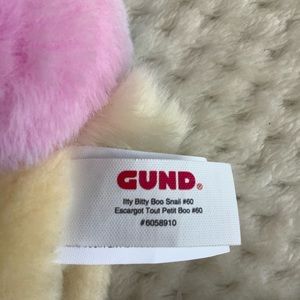 GUND®
Itty Bitty Boo Snail #60
Escargot Tout Petit Boo #60
#6058910